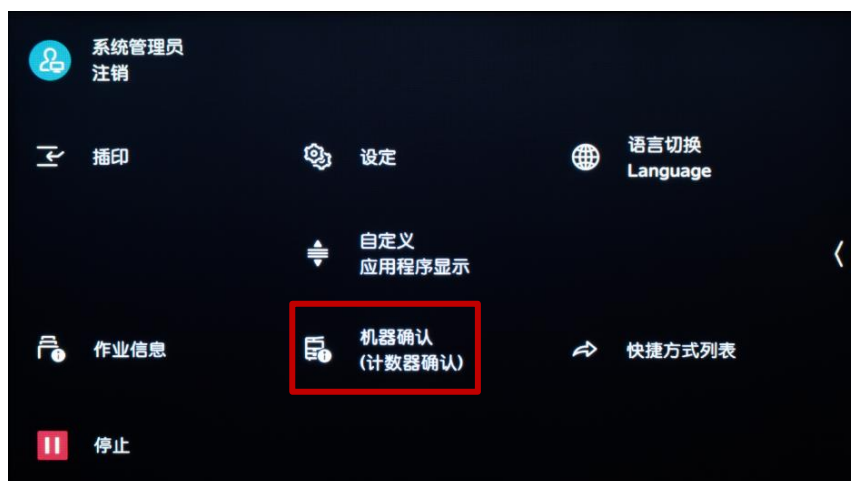 系统管理员
注销
插印
设定
语言切换
Language
自定义
应用程序显示
作业信息
机器确认
(计数器确认)
快捷方式列表
停止